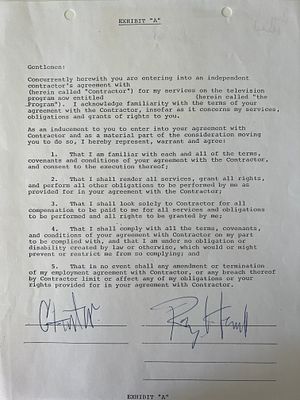 EXHIBIT "A"
Gentlemen:
Concurrently herewith you are entering into an independent
contractor's agreement with
(herein called "Contractor") for my services on the television
program now entitled (herein called "the
Program"). I acknowledge familiarity with the terms of your
agreement with the Contractor, insofar as it concerns my services,
obligations and grants of rights to you.
As an inducement to you to enter into your agreement with
Contractor and as a material part of the consideration moving
you to do so, I hereby represent, warrant and agree:
1. That I am familiar with each and all of the terms,
covenants and conditions of your agreement with the Contractor,
and consent to the execution thereof;
2. That I shall render all services, grant all rights,
and perform all other obligations to be performed by me as
provided for in your agreement with the Contractor;
3. That I shall look solely to Contractor for all
compensation to be paid to me for all services and obligations
to be performed and all rights to be granted by me;
4. That I shall comply with all the terms, covenants,
and conditions of your agreement with Contractor on my part
to be complied with, and that I am under no obligation or
disability created by law or otherwise, which would or might
prevent or restrict me from so complying; and
5. That in no event shall any amendment or termination
of my employment agreement with Contractor, or any breach thereof
by Contractor limit or affect any of my obligations or your
rights provided for in your agreement with Contractor.
EXHIBIT "A"